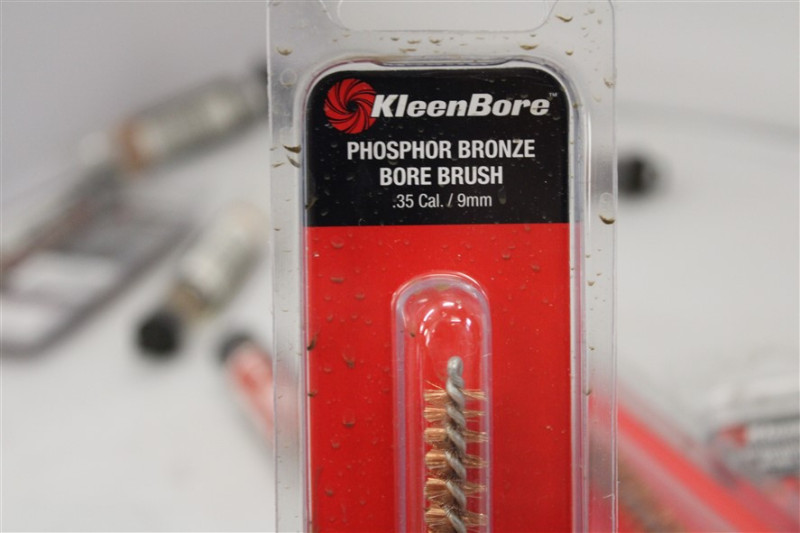 KleenBore™
PHOSPHOR BRONZE
BORE BRUSH
.35 Cal. / 9mm